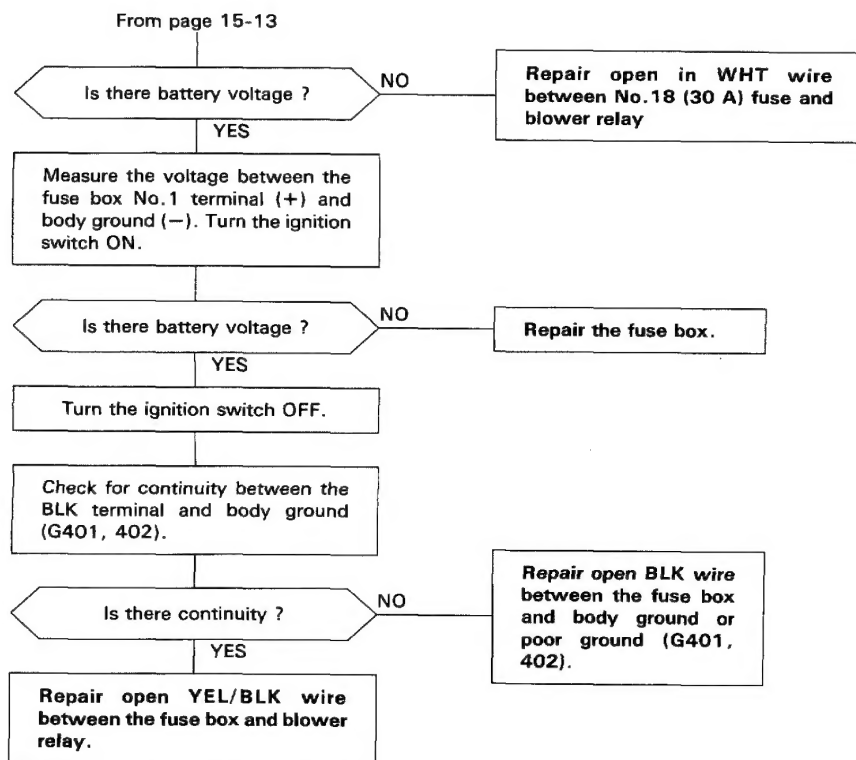 From page 15-13
Is there battery voltage ?
NO
Repair open in WHT wire
between No.18 (30 A) fuse and
blower relay
YES
Measure the voltage between the
fuse box No.1 terminal (+) and
body ground (−). Turn the ignition
switch ON.
Is there battery voltage ?
NO
Repair the fuse box.
YES
Turn the ignition switch OFF.
Check for continuity between the
BLK terminal and body ground
(G401, 402).
Is there continuity ?
NO
Repair open BLK wire
between the fuse box
and body ground or
poor ground (G401,
402).
YES
Repair open YEL/BLK wire
between the fuse box and blower
relay.